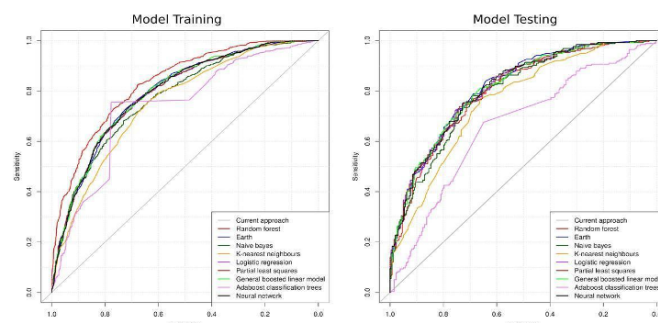 Model Training
Model Testing
Sensitivity
1.0
0.8
0.6
0.4
0.2
0.0
Current approach
Random forest
Earth
Naive bayes
K-nearest neighbours
Logistic regression
Partial least squares
General boosted linear model
Adaboost classification trees
Neural network
1.0 0.8 0.6 0.4 0.2 0.0
Sensitivity
1.0
0.8
0.6
0.4
0.2
0.0
Current approach
Random forest
Earth
Naive bayes
K-nearest neighbours
Logistic regression
Partial least squares
General boosted linear model
Adaboost classification trees
Neural network
1.0 0.8 0.6 0.4 0.2 0.0